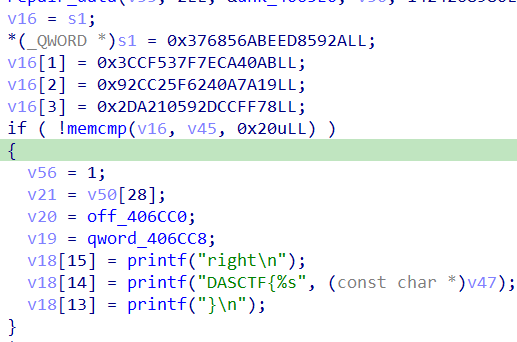 v16 = s1;
*(_QWORD *)s1 = 0x376856ABEED8592ALL;
v16[1] = 0x3CCF537F7ECA40ABLL;
v16[2] = 0x92CC25F6240A7A19LL;
v16[3] = 0x2DA210592DCCFF78LL;
if ( !memcmp(v16, v45, 0x20uLL) )
{
v56 = 1;
v21 = v50[28];
v20 = off_406CC0;
v19 = qword_406CC8;
v18[15] = printf("right\n");
v18[14] = printf("DASCTF{%s", (const char *)v47);
v18[13] = printf("}\n");
}